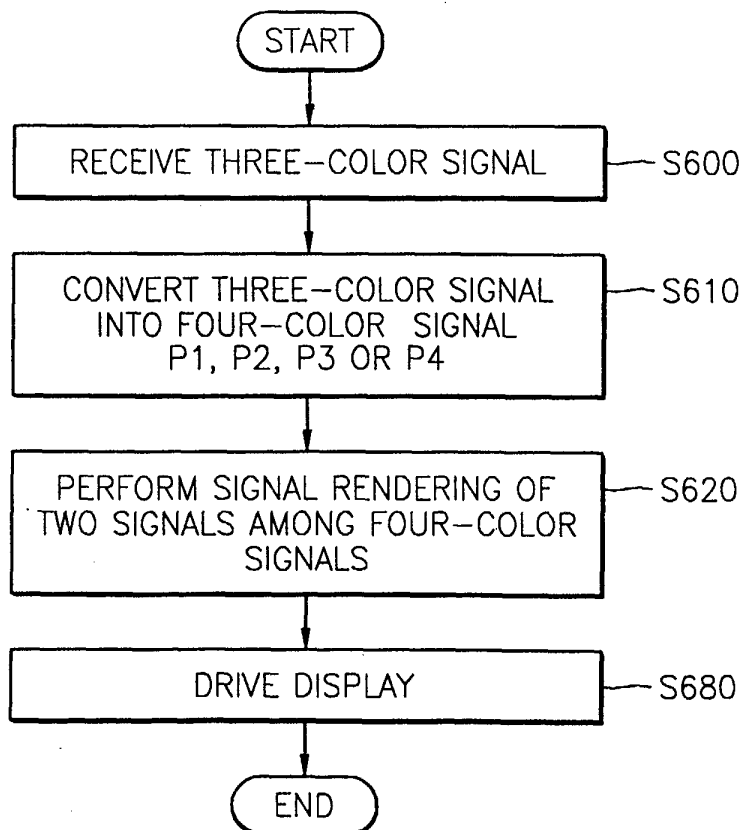 START
RECEIVE THREE-COLOR SIGNAL
S600
CONVERT THREE-COLOR SIGNAL
INTO FOUR-COLOR SIGNAL
P1, P2, P3 OR P4
S610
PERFORM SIGNAL RENDERING OF
TWO SIGNALS AMONG FOUR-COLOR
SIGNALS
S620
DRIVE DISPLAY
S680
END